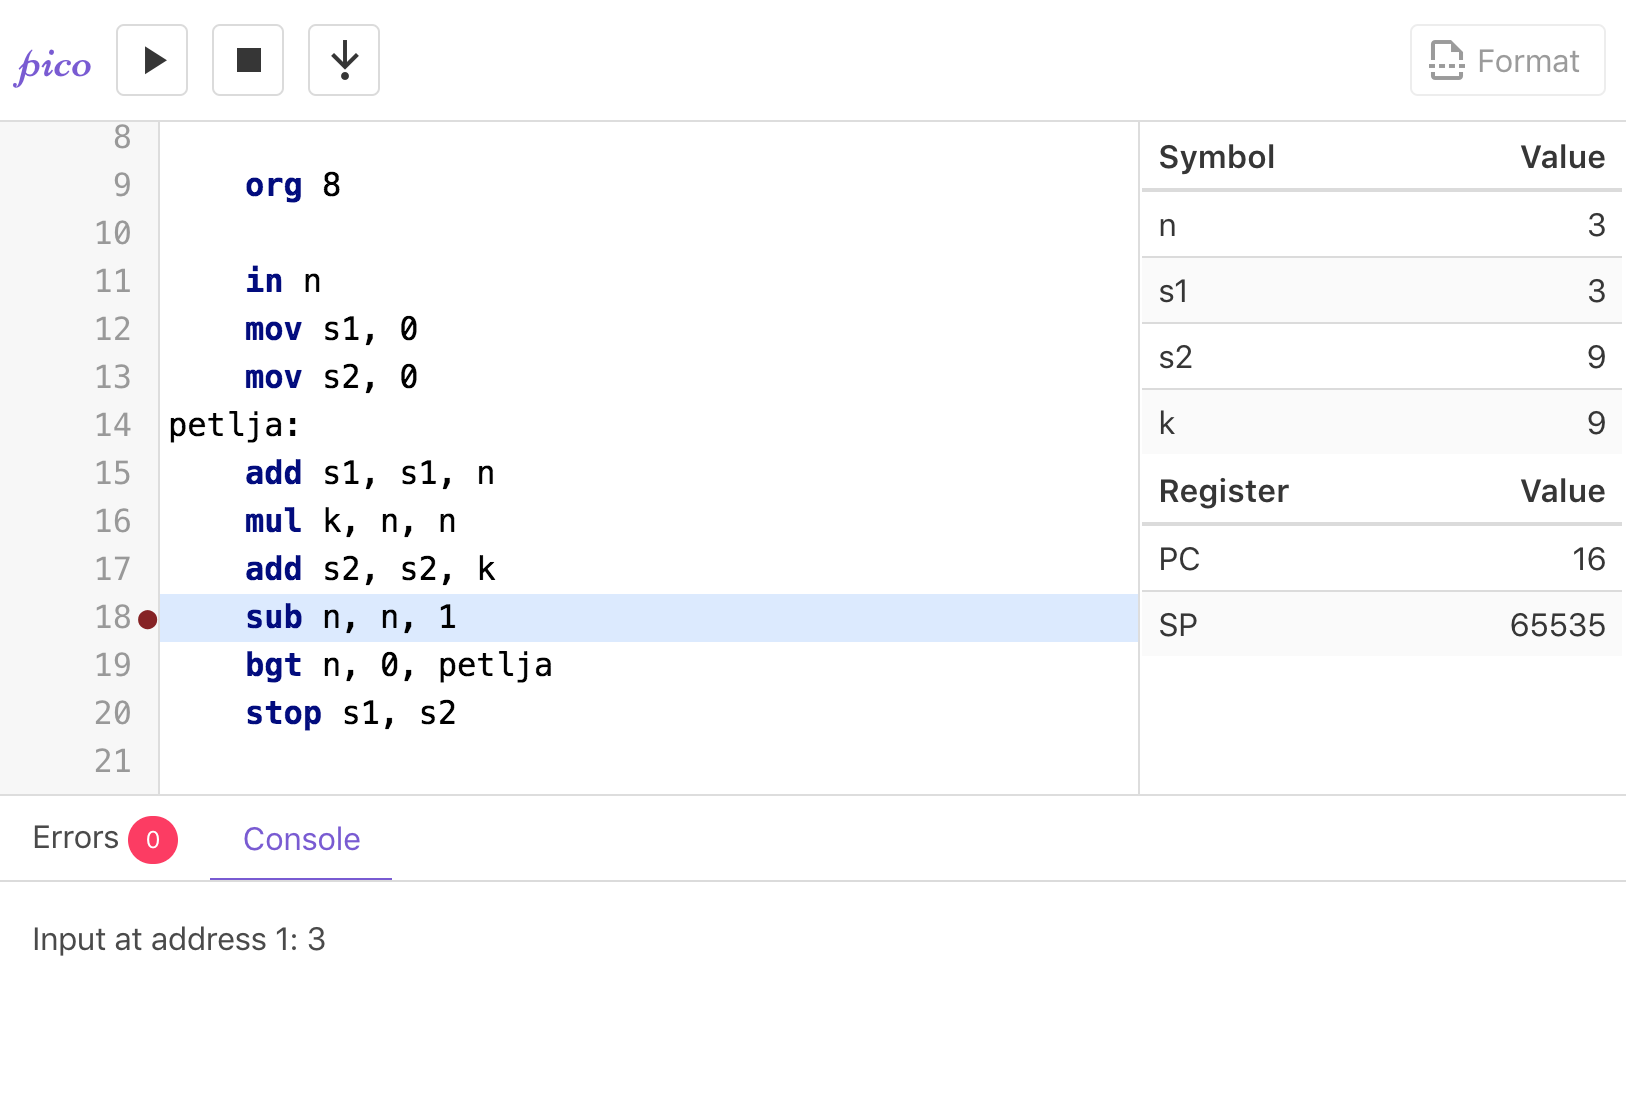 pico
Format
8
9 org 8
10
11 in n
12 mov s1, 0
13 mov s2, 0
14 petlja:
15 add s1, s1, n
16 mul k, n, n
17 add s2, s2, k
18 sub n, n, 1
19 bgt n, 0, petlja
20 stop s1, s2
21
Symbol Value
n 3
s1 3
s2 9
k 9
Register Value
PC 16
SP 65535
Errors 0 Console
Input at address 1: 3